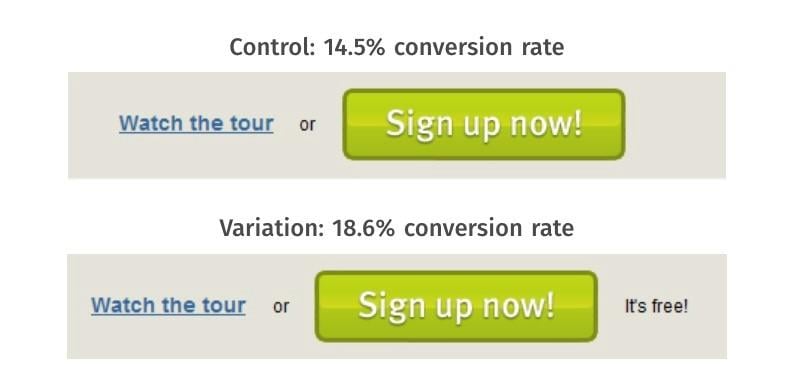 Control: 14.5% conversion rate
Watch the tour or Sign up now!
Variation: 18.6% conversion rate
Watch the tour or Sign up now! It's free!